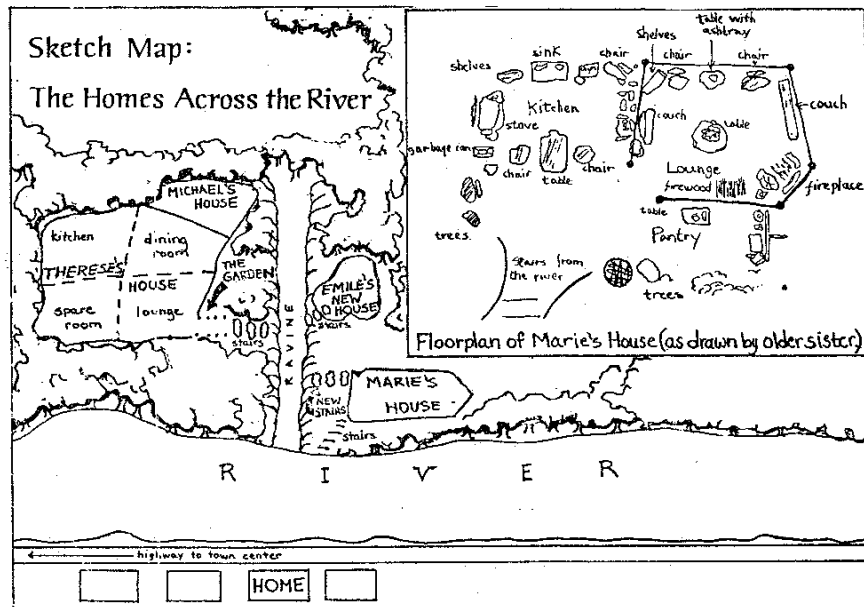 Sketch Map:
The Homes Across the River
MICHAEL'S
HOUSE
kitchen
dining
room
THERESE'S
HOUSE
THE
GARDEN
spare
room
lounge
stairs
RAVINE
EMILE'S
NEW
HOUSE
stairs
MARIE'S
HOUSE
NEW
STAIRS
stairs
RIVER
highway to town center
HOME
shelves
sink
chair
shelves
chair
table with
ashtray
chair
Kitchen
stove
couch
table
couch
garbage can
chair
table
chair
Lounge
firewood
fireplace
table
Pantry
trees
stairs from
the river
trees
Floorplan of Marie's House (as drawn by older sister)